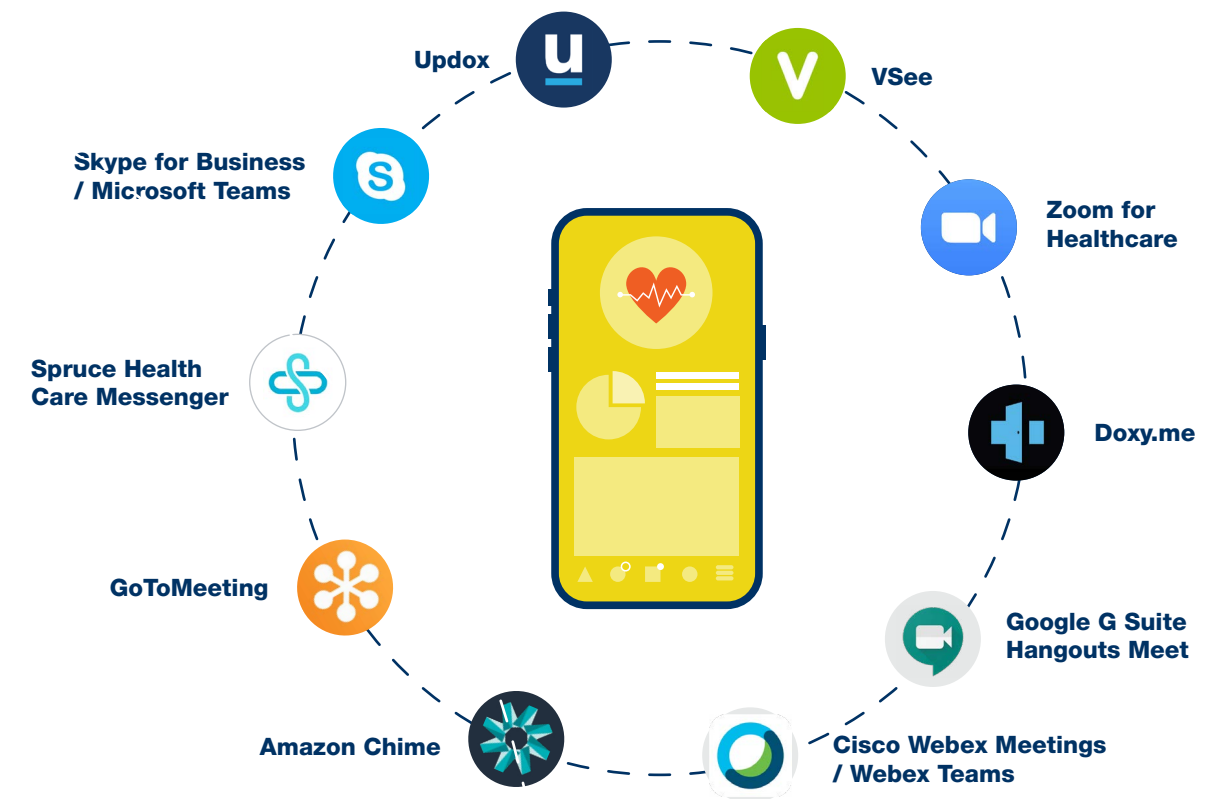 Updox
u
V
VSee
Skype for Business
/ Microsoft Teams
S
Zoom for
Healthcare
Spruce Health
Care Messenger
Doxy.me
GoToMeeting
Google G Suite
Hangouts Meet
Amazon Chime
Cisco Webex Meetings
/ Webex Teams